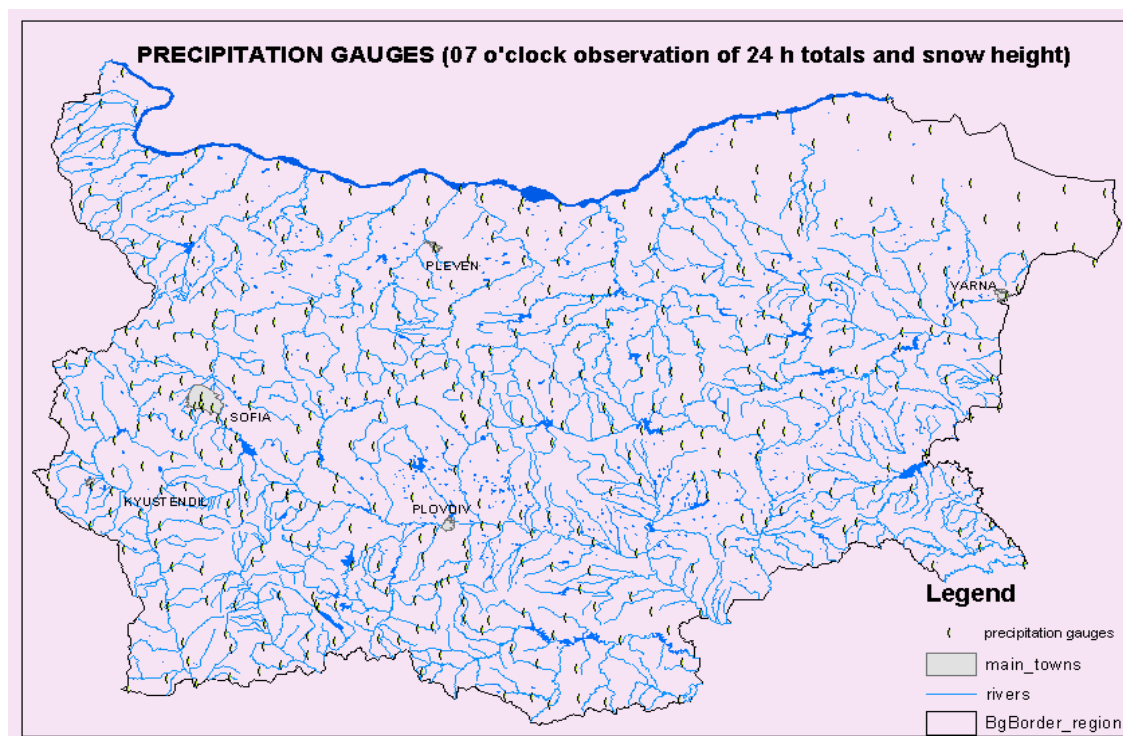 PRECIPITATION GAUGES (07 o'clock observation of 24 h totals and snow height)
PLEVEN
VARNA
SOFIA
KYUSTENDIL
PLOVDIV
Legend
precipitation gauges
main_towns
rivers
BgBorder_region